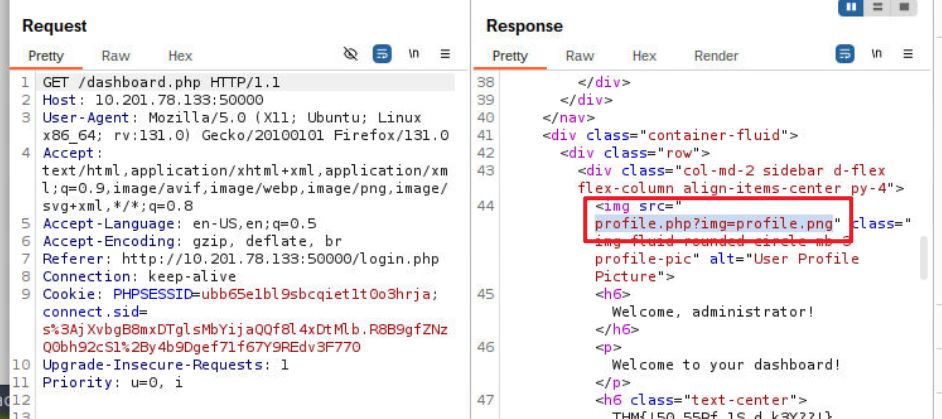 Request
Pretty Raw Hex \n
1 GET /dashboard.php HTTP/1.1
2 Host: 10.201.78.133:50000
3 User-Agent: Mozilla/5.0 (X11; Ubuntu; Linux
x86_64; rv:131.0) Gecko/20100101 Firefox/131.0
4 Accept:
text/html,application/xhtml+xml,application/xm
l;q=0.9,image/avif,image/webp,image/png,image/
svg+xml,*/*;q=0.8
5 Accept-Language: en-US,en;q=0.5
6 Accept-Encoding: gzip, deflate, br
7 Referer: http://10.201.78.133:50000/login.php
8 Connection: keep-alive
9 Cookie: PHPSESSID=ubb65e1bl9sbcqiet1t0o3hrja;
connect.sid=
s%3AjXvbgB8mxDTglsMbYijaQQf8l4xDtMlb.R8B9gfZNz
Q0bh92cS1%2By4b9Dgef71f67Y9REdv3F770
10 Upgrade-Insecure-Requests: 1
11 Priority: u=0, i
12
13
Response
Pretty Raw Hex Render \n
38 </div>
39 </div>
40 </nav>
41 <div class="container-fluid">
42 <div class="row">
43 <div class="col-md-2 sidebar d-flex
flex-column align-items-center py-4">
44 <img src="
profile.php?img=profile.png" class="
img-fluid rounded-circle mb-3
profile-pic" alt="User Profile
Picture">
45 <h6>
Welcome, administrator!
</h6>
46 <p>
Welcome to your dashboard!
</p>
47 <h6 class="text-center">